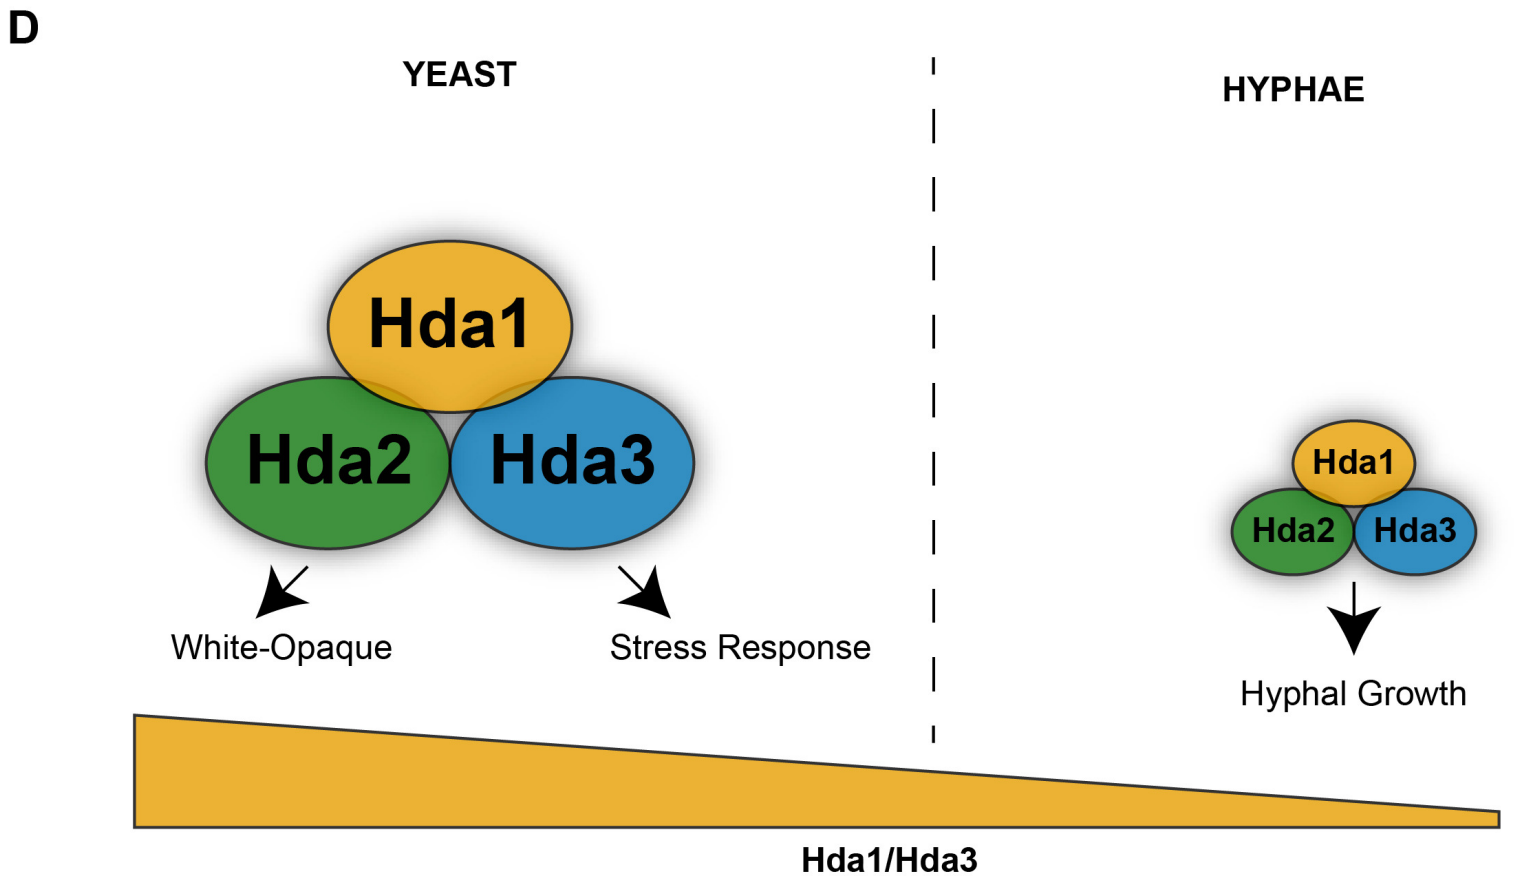 D
YEAST
HYPHAE
Hda1
Hda2
Hda3
White-Opaque
Stress Response
Hda1
Hda2
Hda3
Hyphal Growth
Hda1/Hda3